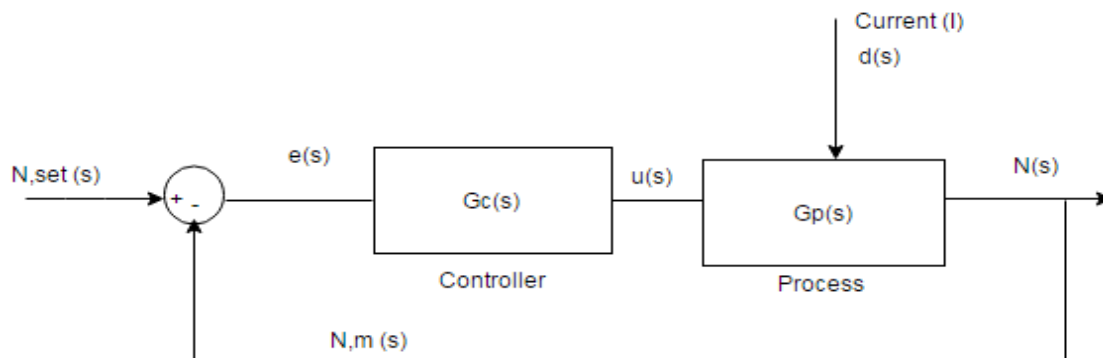 Current (I)
d(s)
N,set (s)
+
-
e(s)
Gc(s)
Controller
u(s)
Gp(s)
Process
N(s)
N,m (s)